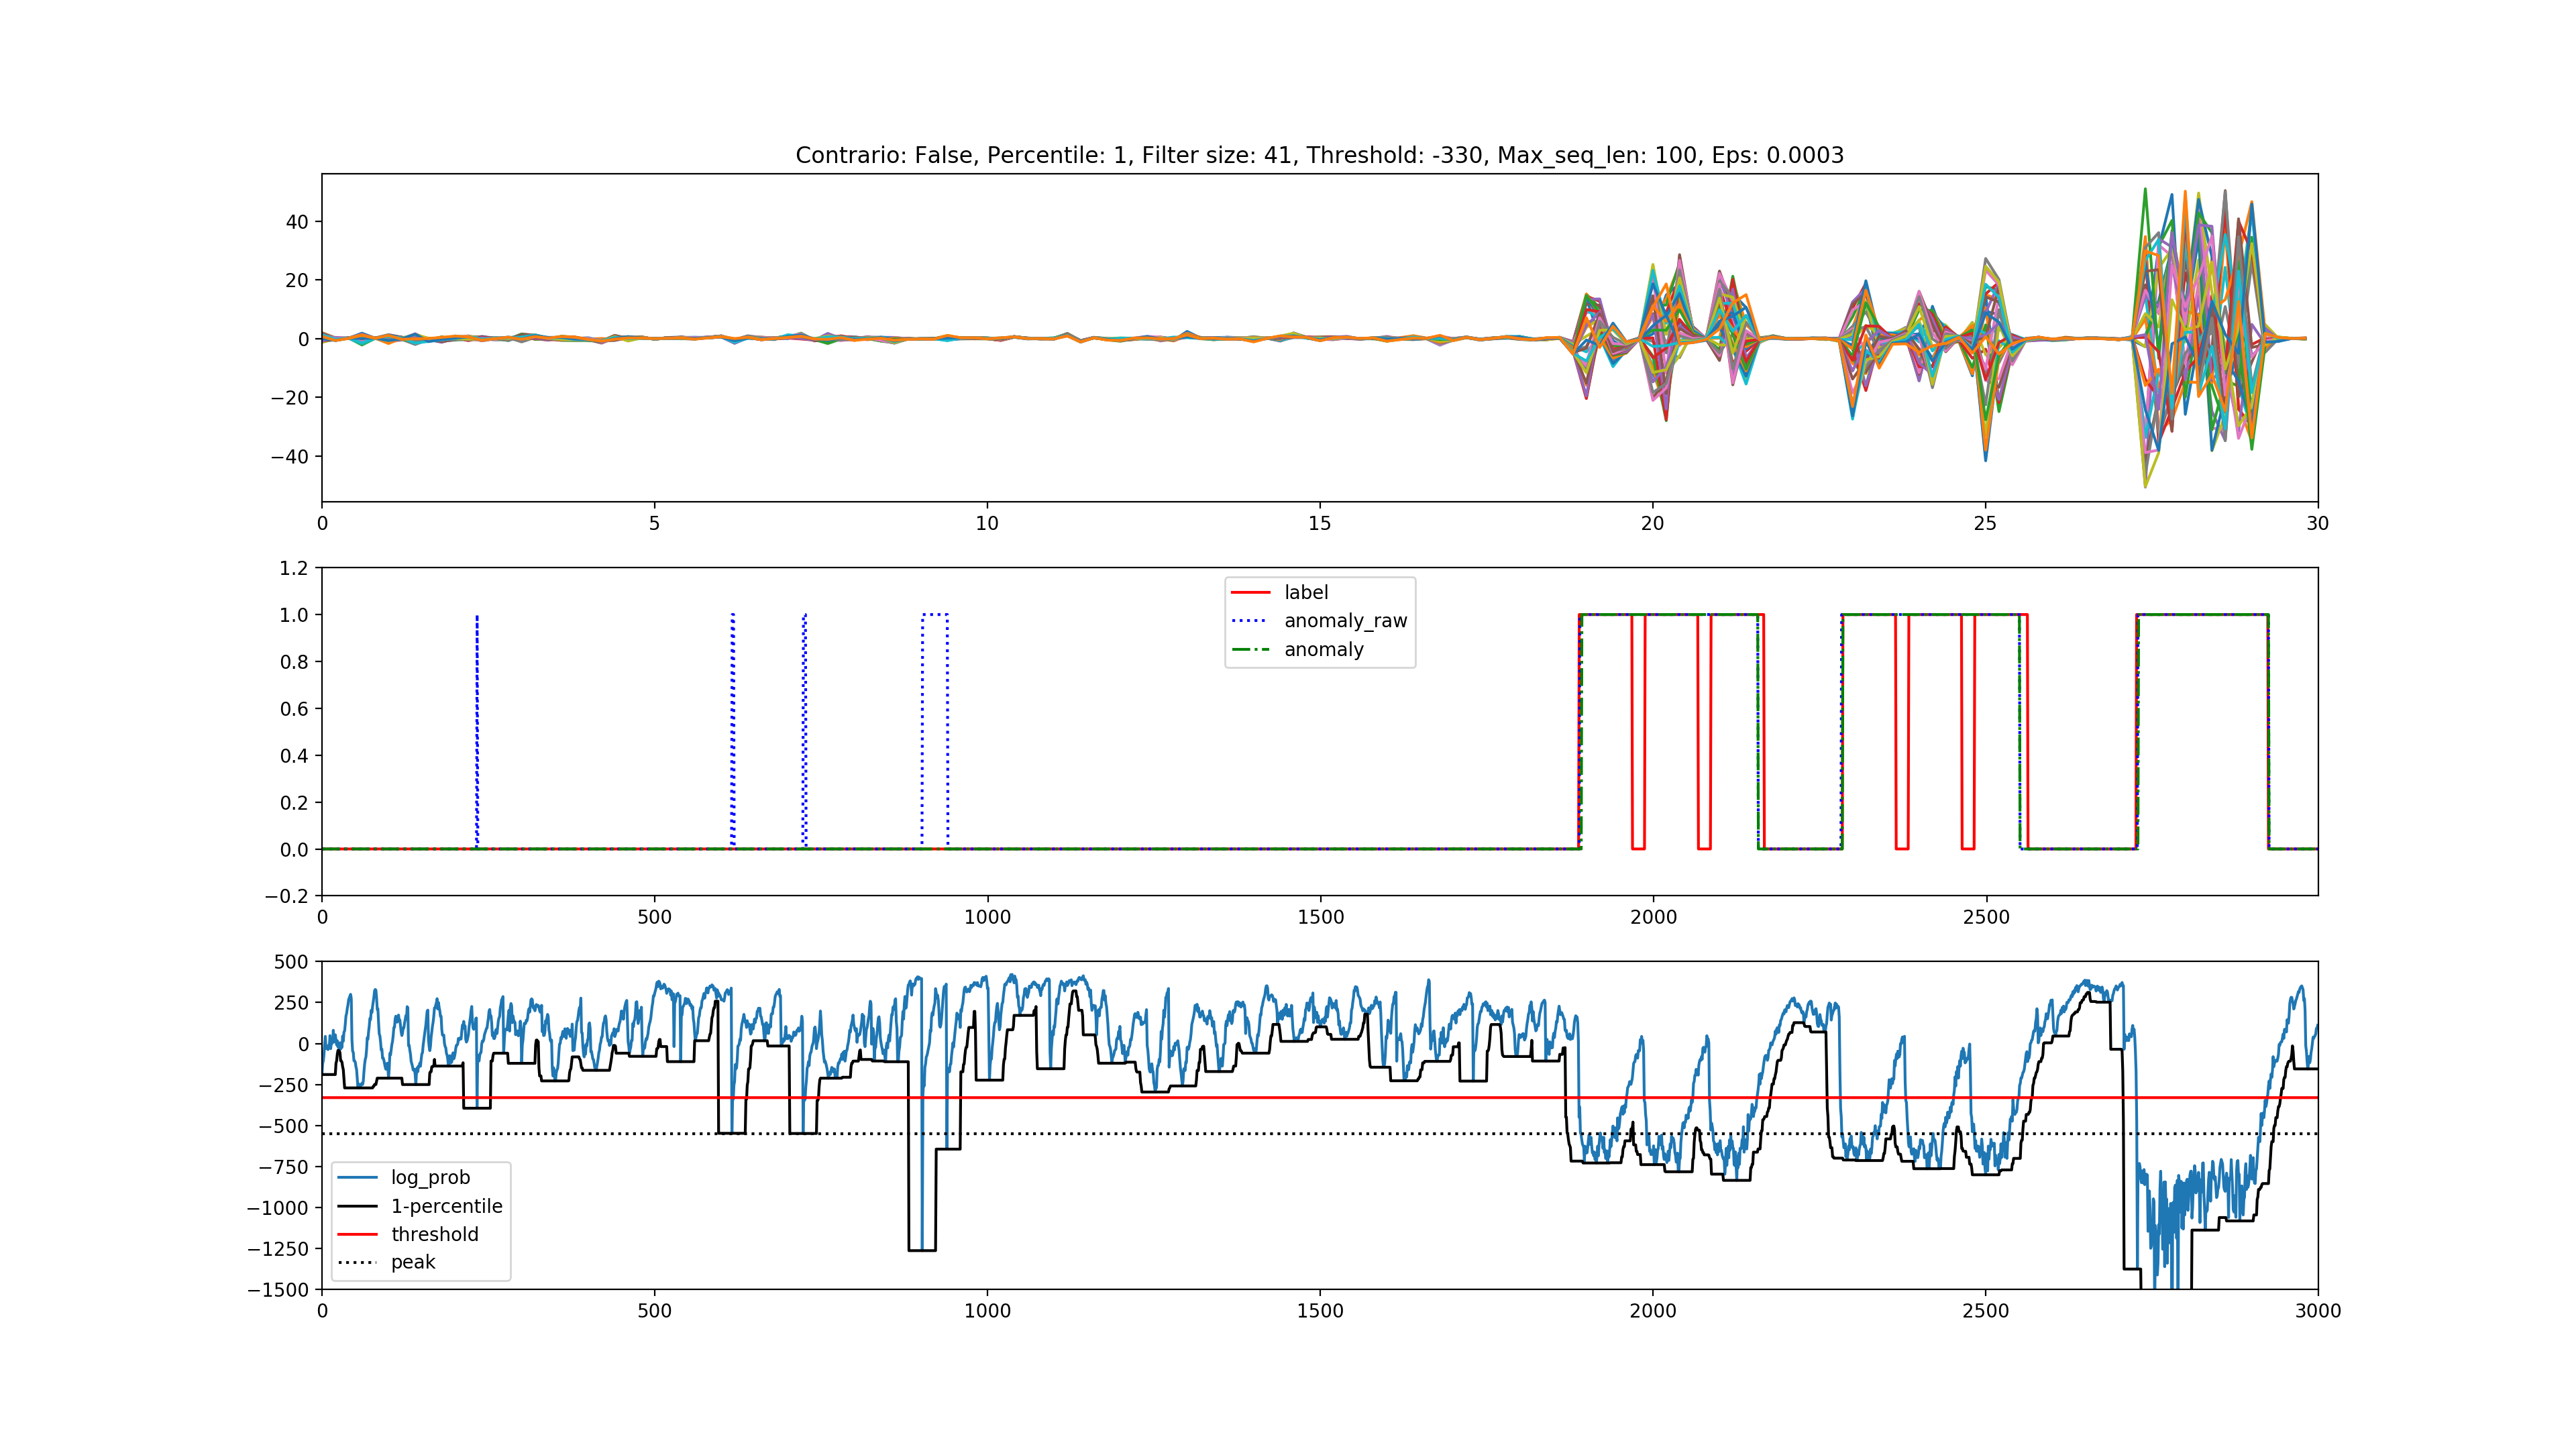 Contrario: False, Percentile: 1, Filter size: 41, Threshold: -330, Max_seq_len: 100, Eps: 0.0003
40
20
0
−20
−40
0 5 10 15 20 25 30
1.2
1.0
0.8
0.6
0.4
0.2
0.0
−0.2
label
anomaly_raw
anomaly
0 500 1000 1500 2000 2500
500
250
0
−250
−500
−750
−1000
−1250
−1500
log_prob
1-percentile
threshold
peak
0 500 1000 1500 2000 2500 3000